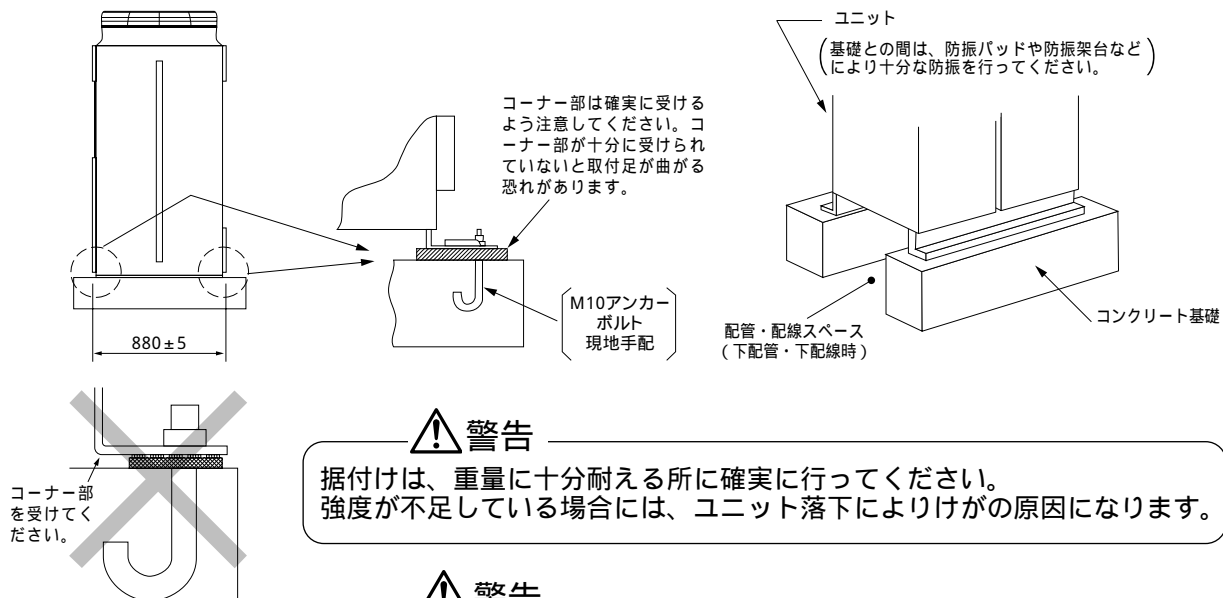 ユニット
(基礎との間は、防振パッドや防振架台など
により十分な防振を行ってください。)
コーナー部は確実に受ける
よう注意してください。コ
ーナー部が十分に受けられ
ていないと取付足が曲がる
恐れがあります。
M10アンカー
ボルト
現地手配
880±5
配管・配線スペース
(下配管・下配線時)
コンクリート基礎
コーナー部
を受けてく
ださい。
警告
据付けは、重量に十分耐える所に確実に行ってください。
強度が不足している場合には、ユニット落下によりけがの原因になります。
警告